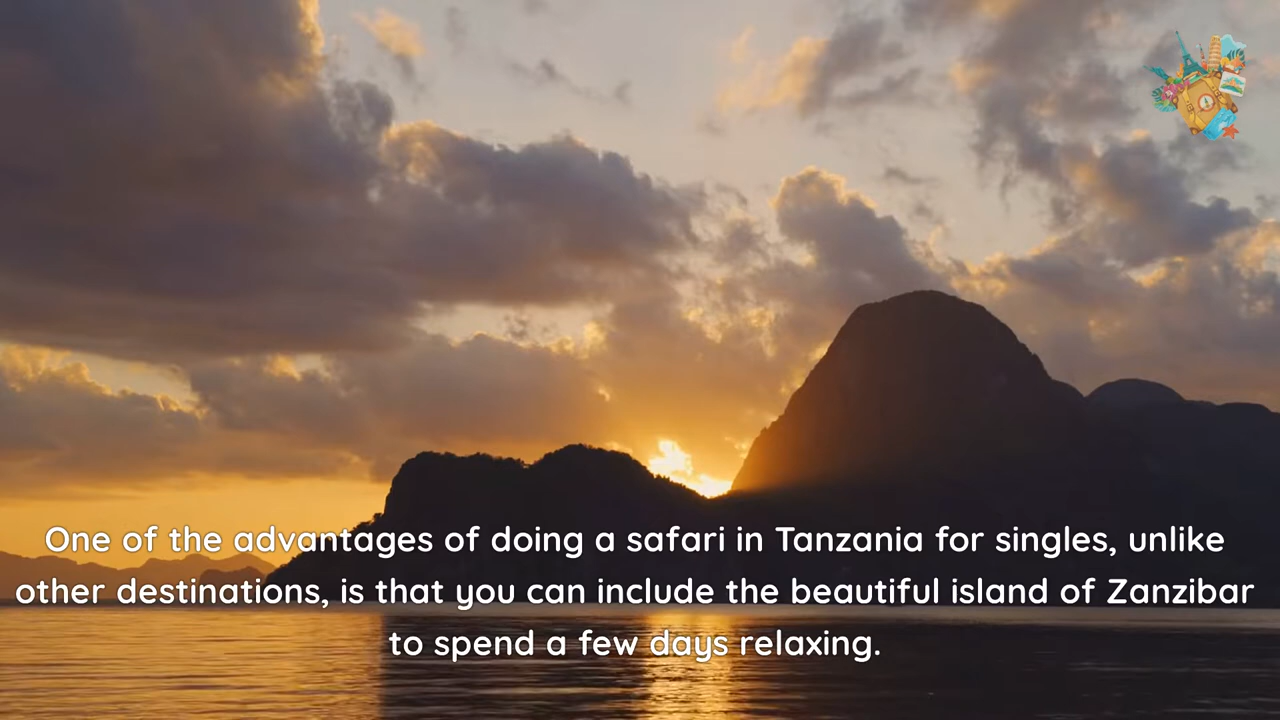 One of the advantages of doing a safari in Tanzania for singles, unlike
other destinations, is that you can include the beautiful island of Zanzibar
to spend a few days relaxing.